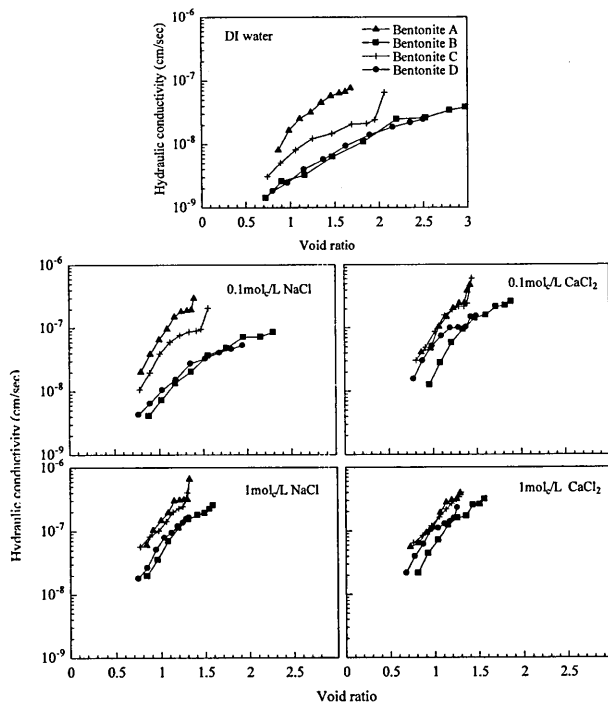 DI water
Bentonite A
Bentonite B
Bentonite C
Bentonite D
Hydraulic conductivity (cm/sec)
10⁻⁶
10⁻⁷
10⁻⁸
10⁻⁹
0 0.5 1 1.5 2 2.5 3
Void ratio
0.1molc/L NaCl
10⁻⁶
10⁻⁷
10⁻⁸
10⁻⁹
0.1molc/L CaCl₂
1molc/L NaCl
10⁻⁶
10⁻⁷
10⁻⁸
10⁻⁹
1molc/L CaCl₂
Hydraulic conductivity (cm/sec)
0 0.5 1 1.5 2 2.5
0 0.5 1 1.5 2 2.5
Void ratio